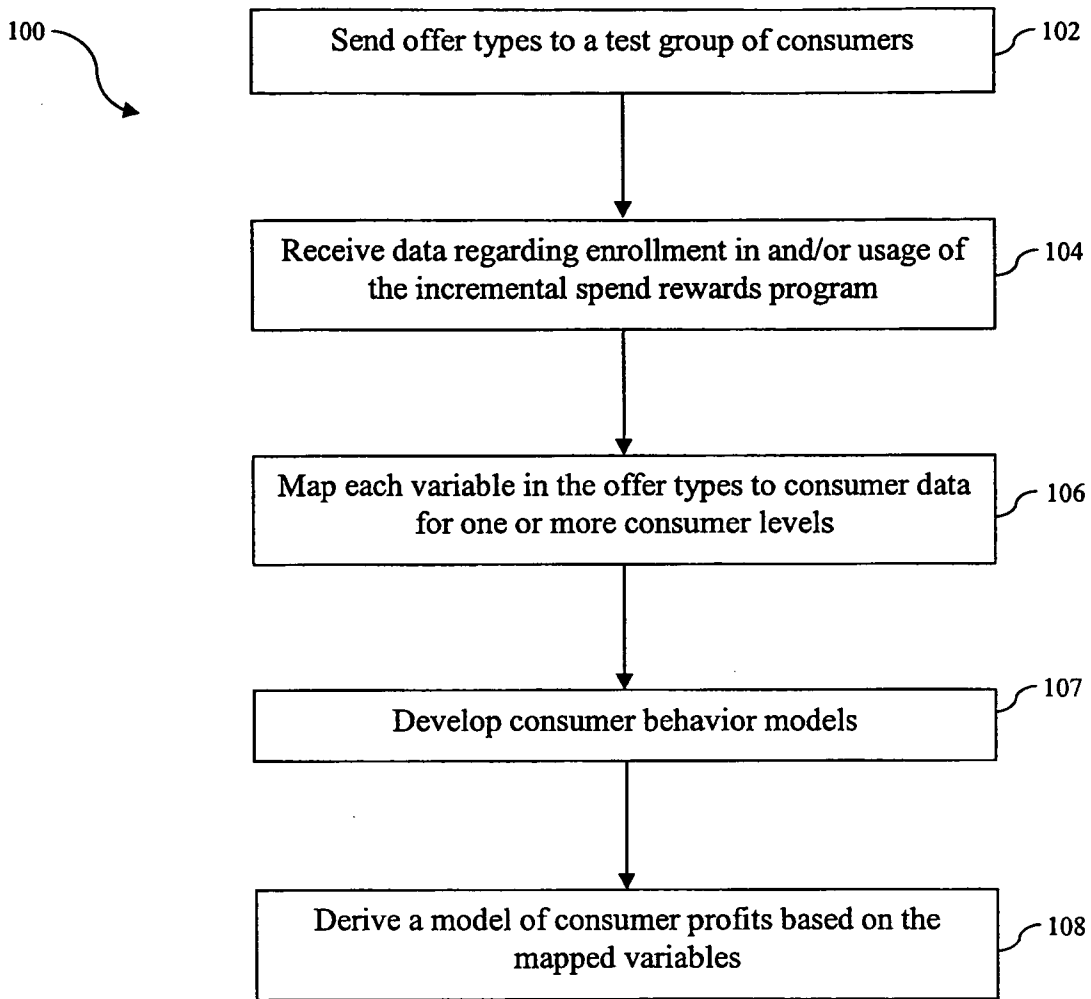 100
Send offer types to a test group of consumers
102
Receive data regarding enrollment in and/or usage of
the incremental spend rewards program
104
Map each variable in the offer types to consumer data
for one or more consumer levels
106
Develop consumer behavior models
107
Derive a model of consumer profits based on the
mapped variables
108